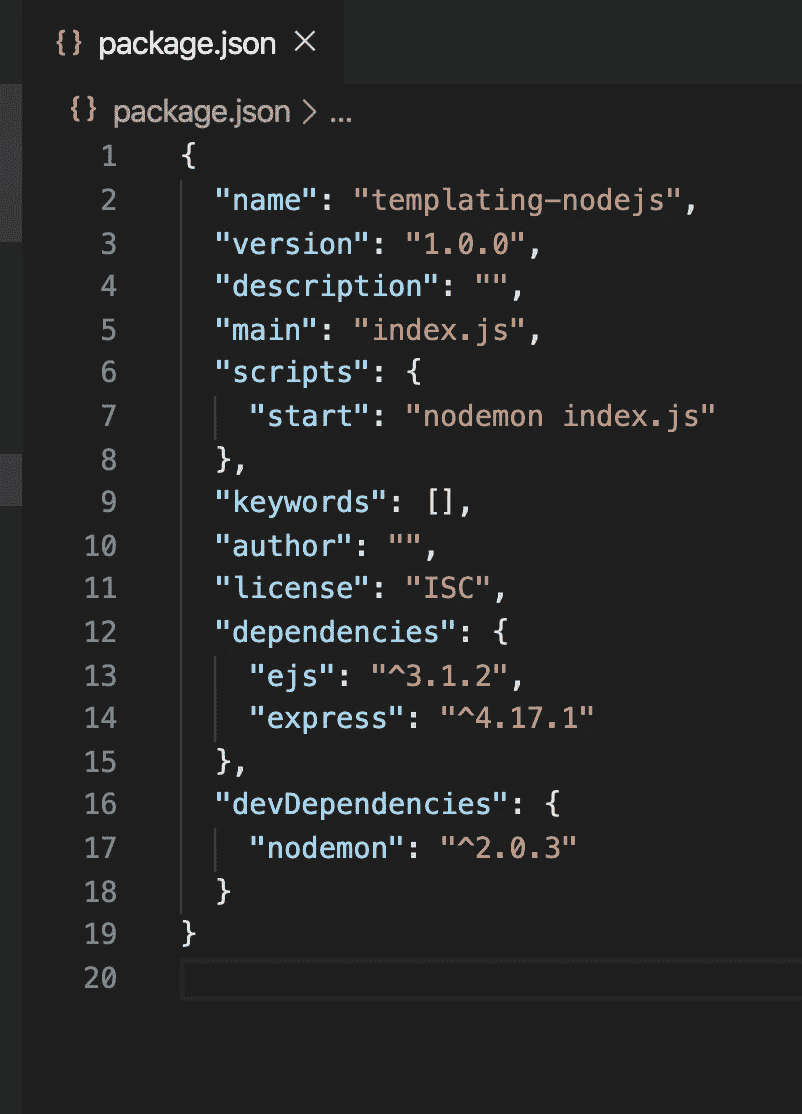 {} package.json ×
{} package.json > ...
1 {
2 "name": "templating-nodejs",
3 "version": "1.0.0",
4 "description": "",
5 "main": "index.js",
6 "scripts": {
7 "start": "nodemon index.js"
8 },
9 "keywords": [],
10 "author": "",
11 "license": "ISC",
12 "dependencies": {
13 "ejs": "^3.1.2",
14 "express": "^4.17.1"
15 },
16 "devDependencies": {
17 "nodemon": "^2.0.3"
18 }
19 }
20